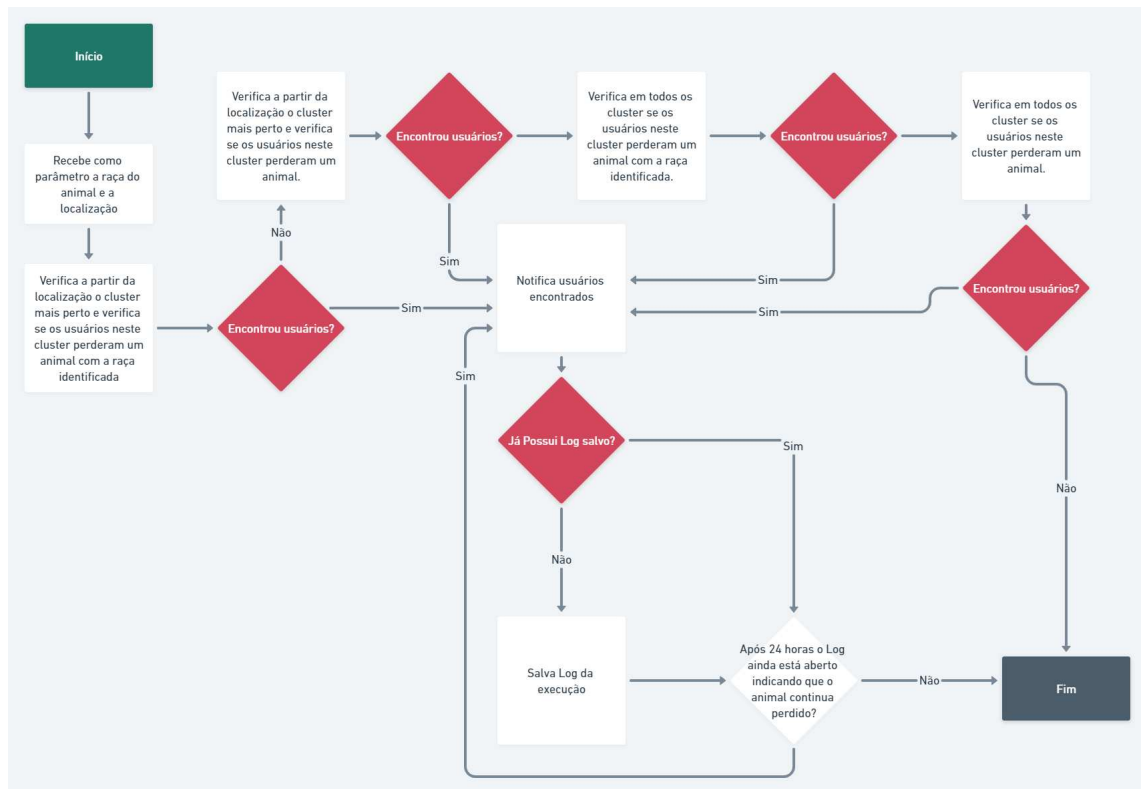 Início
Recebe como
parâmetro a raça do
animal e a
localização
Verifica a partir da
localização o cluster
mais perto e verifica
se os usuários neste
cluster perderam um
animal com a raça
identificada
Encontrou usuários?
Não
Sim
Verifica a partir da
localização o cluster
mais perto e verifica
se os usuários neste
cluster perderam um
animal.
Encontrou usuários?
Sim
Verifica em todos os
cluster se os
usuários neste
cluster perderam um
animal com a raça
identificada.
Encontrou usuários?
Sim
Verifica em todos os
cluster se os
usuários neste
cluster perderam um
animal.
Encontrou usuários?
Sim
Não
Notifica usuários
encontrados
Já Possui Log salvo?
Sim
Não
Salva Log da
execução
Após 24 horas o Log
ainda está aberto
indicando que o
animal continua
perdido?
Sim
Não
Fim